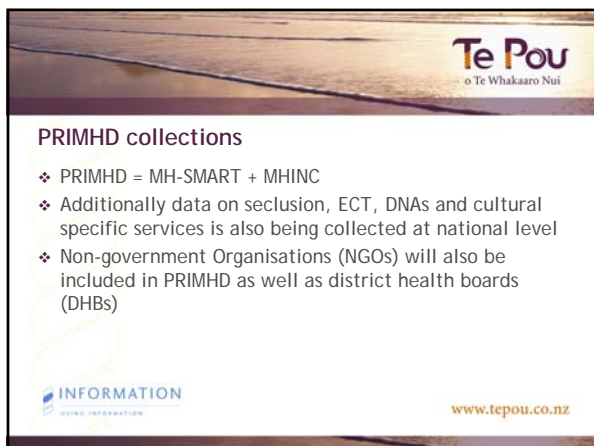 Te Pou
o Te Whakaaro Nui
PRIMHD collections
❖ PRIMHD = MH-SMART + MHINC
❖ Additionally data on seclusion, ECT, DNAs and cultural
specific services is also being collected at national level
❖ Non-government Organisations (NGOs) will also be
included in PRIMHD as well as district health boards
(DHBs)
INFORMATION
USING INFORMATION
www.tepou.co.nz